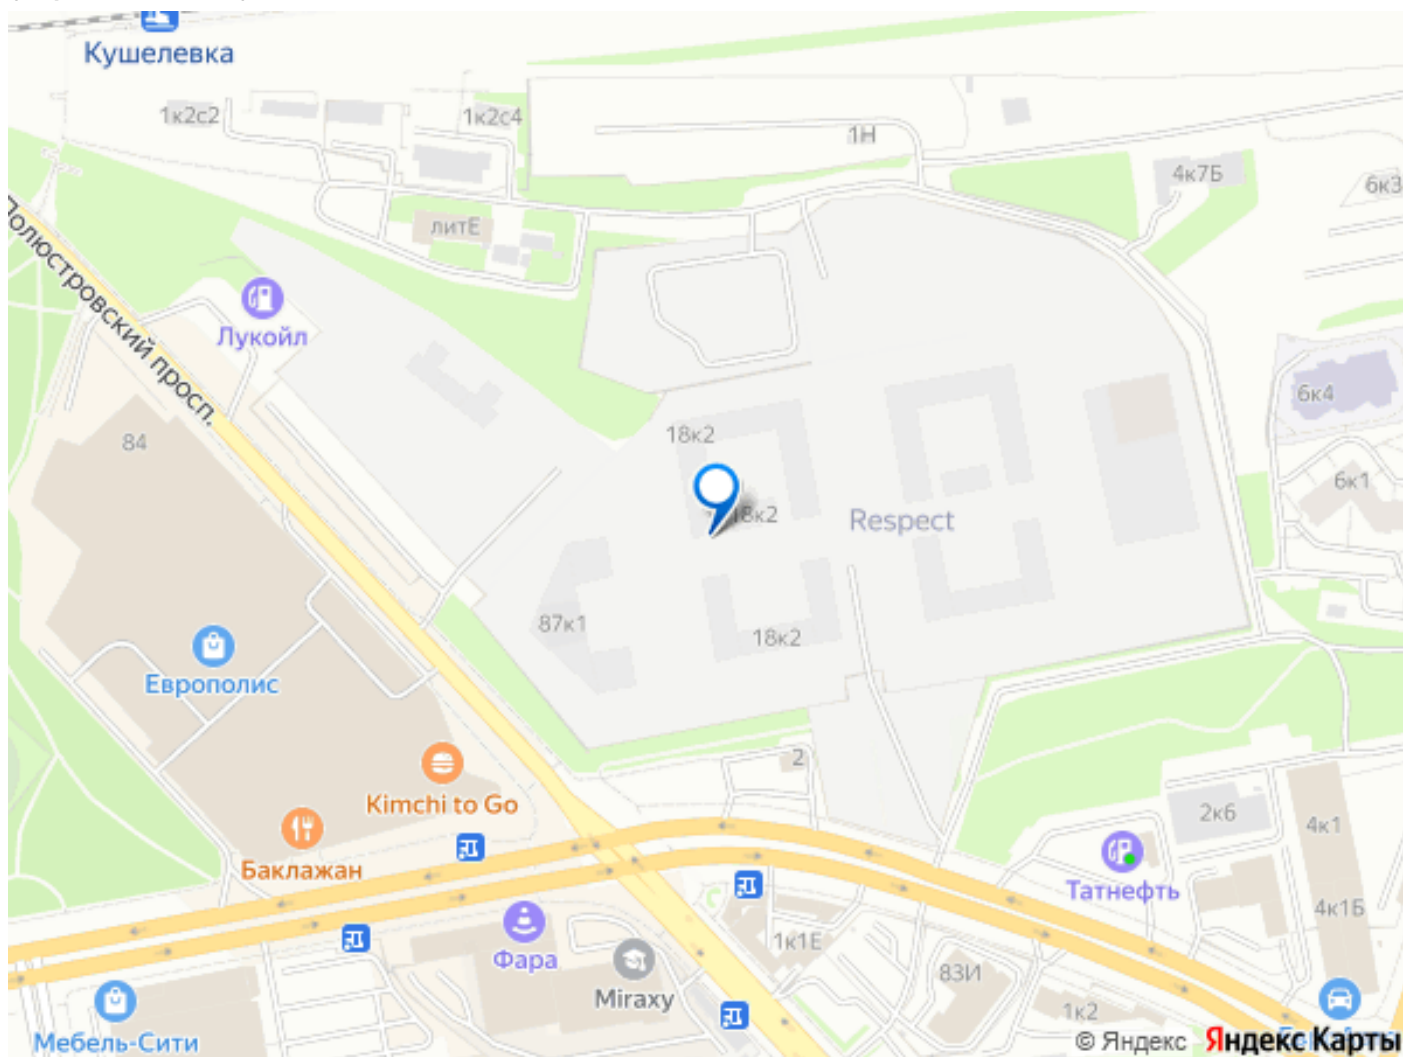 Кушелевка
1к2с2
1к2с4
1Н
4к7Б
6к3
литЕ
Полюстровский просп.
Лукойл
6к4
84
18к2
6к1
18к2
Respect
87к1
18к2
Европолис
2
Kimchi to Go
2к6
4к1
Баклажан
Татнефть
4к1Б
1к1Е
Фара
83И
Miraxy
1к2
Мебель-Сити
© Яндекс Яндекс Карты